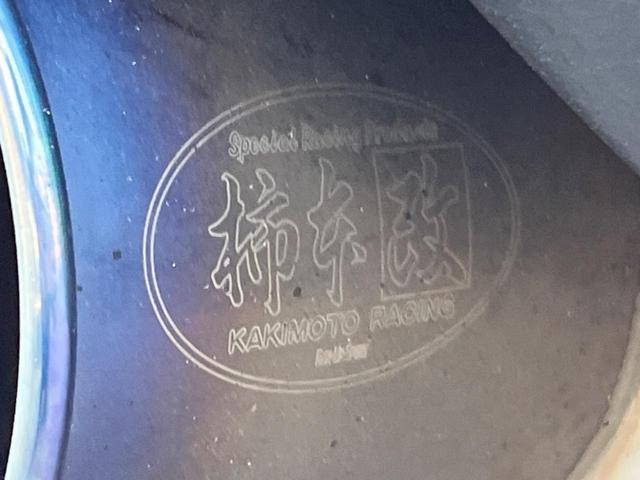 Special Racing Products
柿本改
KAKIMOTO RACING